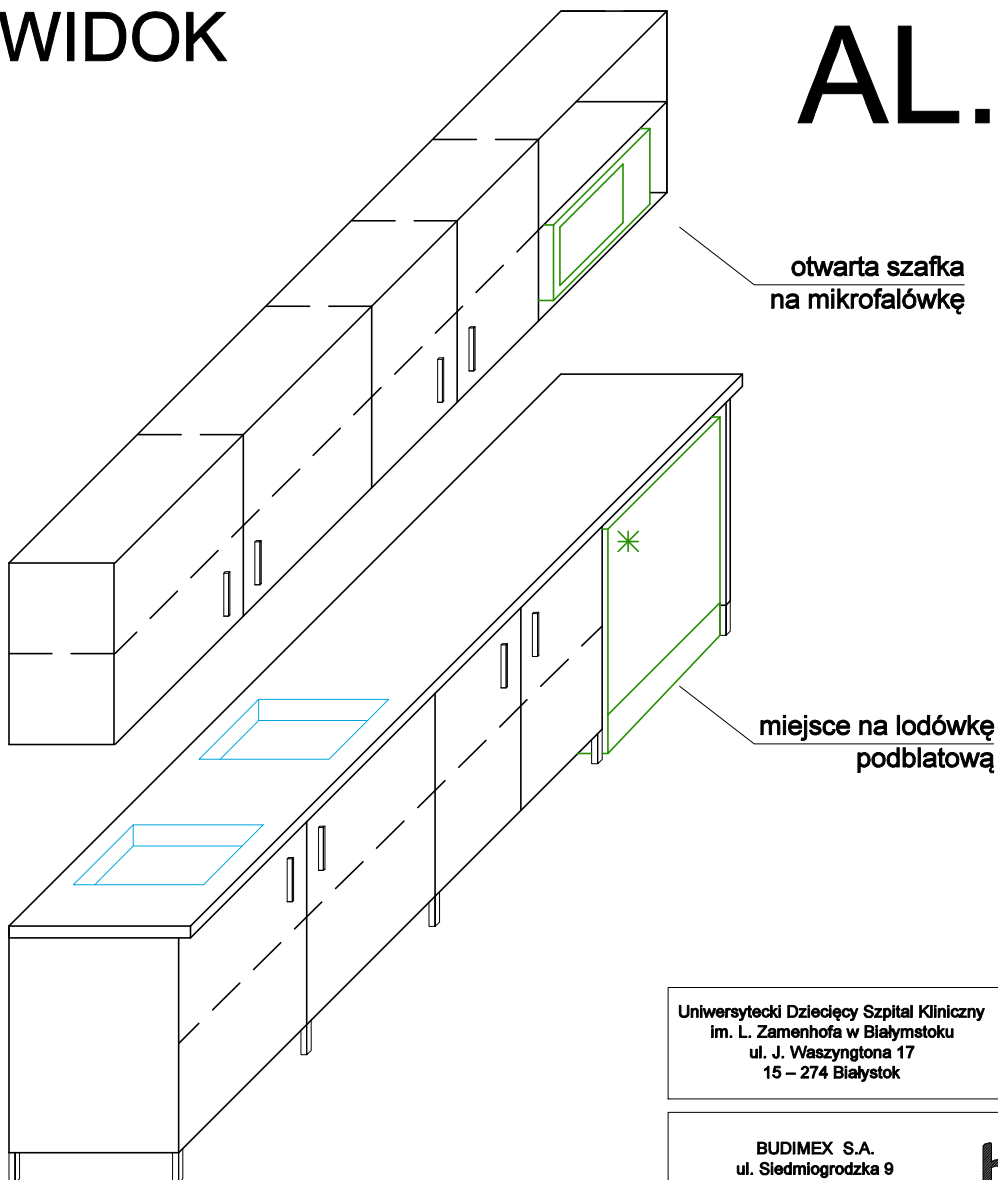 WIDOK
AL.
otwarta szafka
na mikrofalówkę
miejsce na lodówkę
podblatową
Uniwersytecki Dziecięcy Szpital Kliniczny
im. L. Zamenhofa w Białymstoku
ul. J. Waszyngtona 17
15 – 274 Białystok
BUDIMEX S.A.
ul. Siedmiogrodzka 9